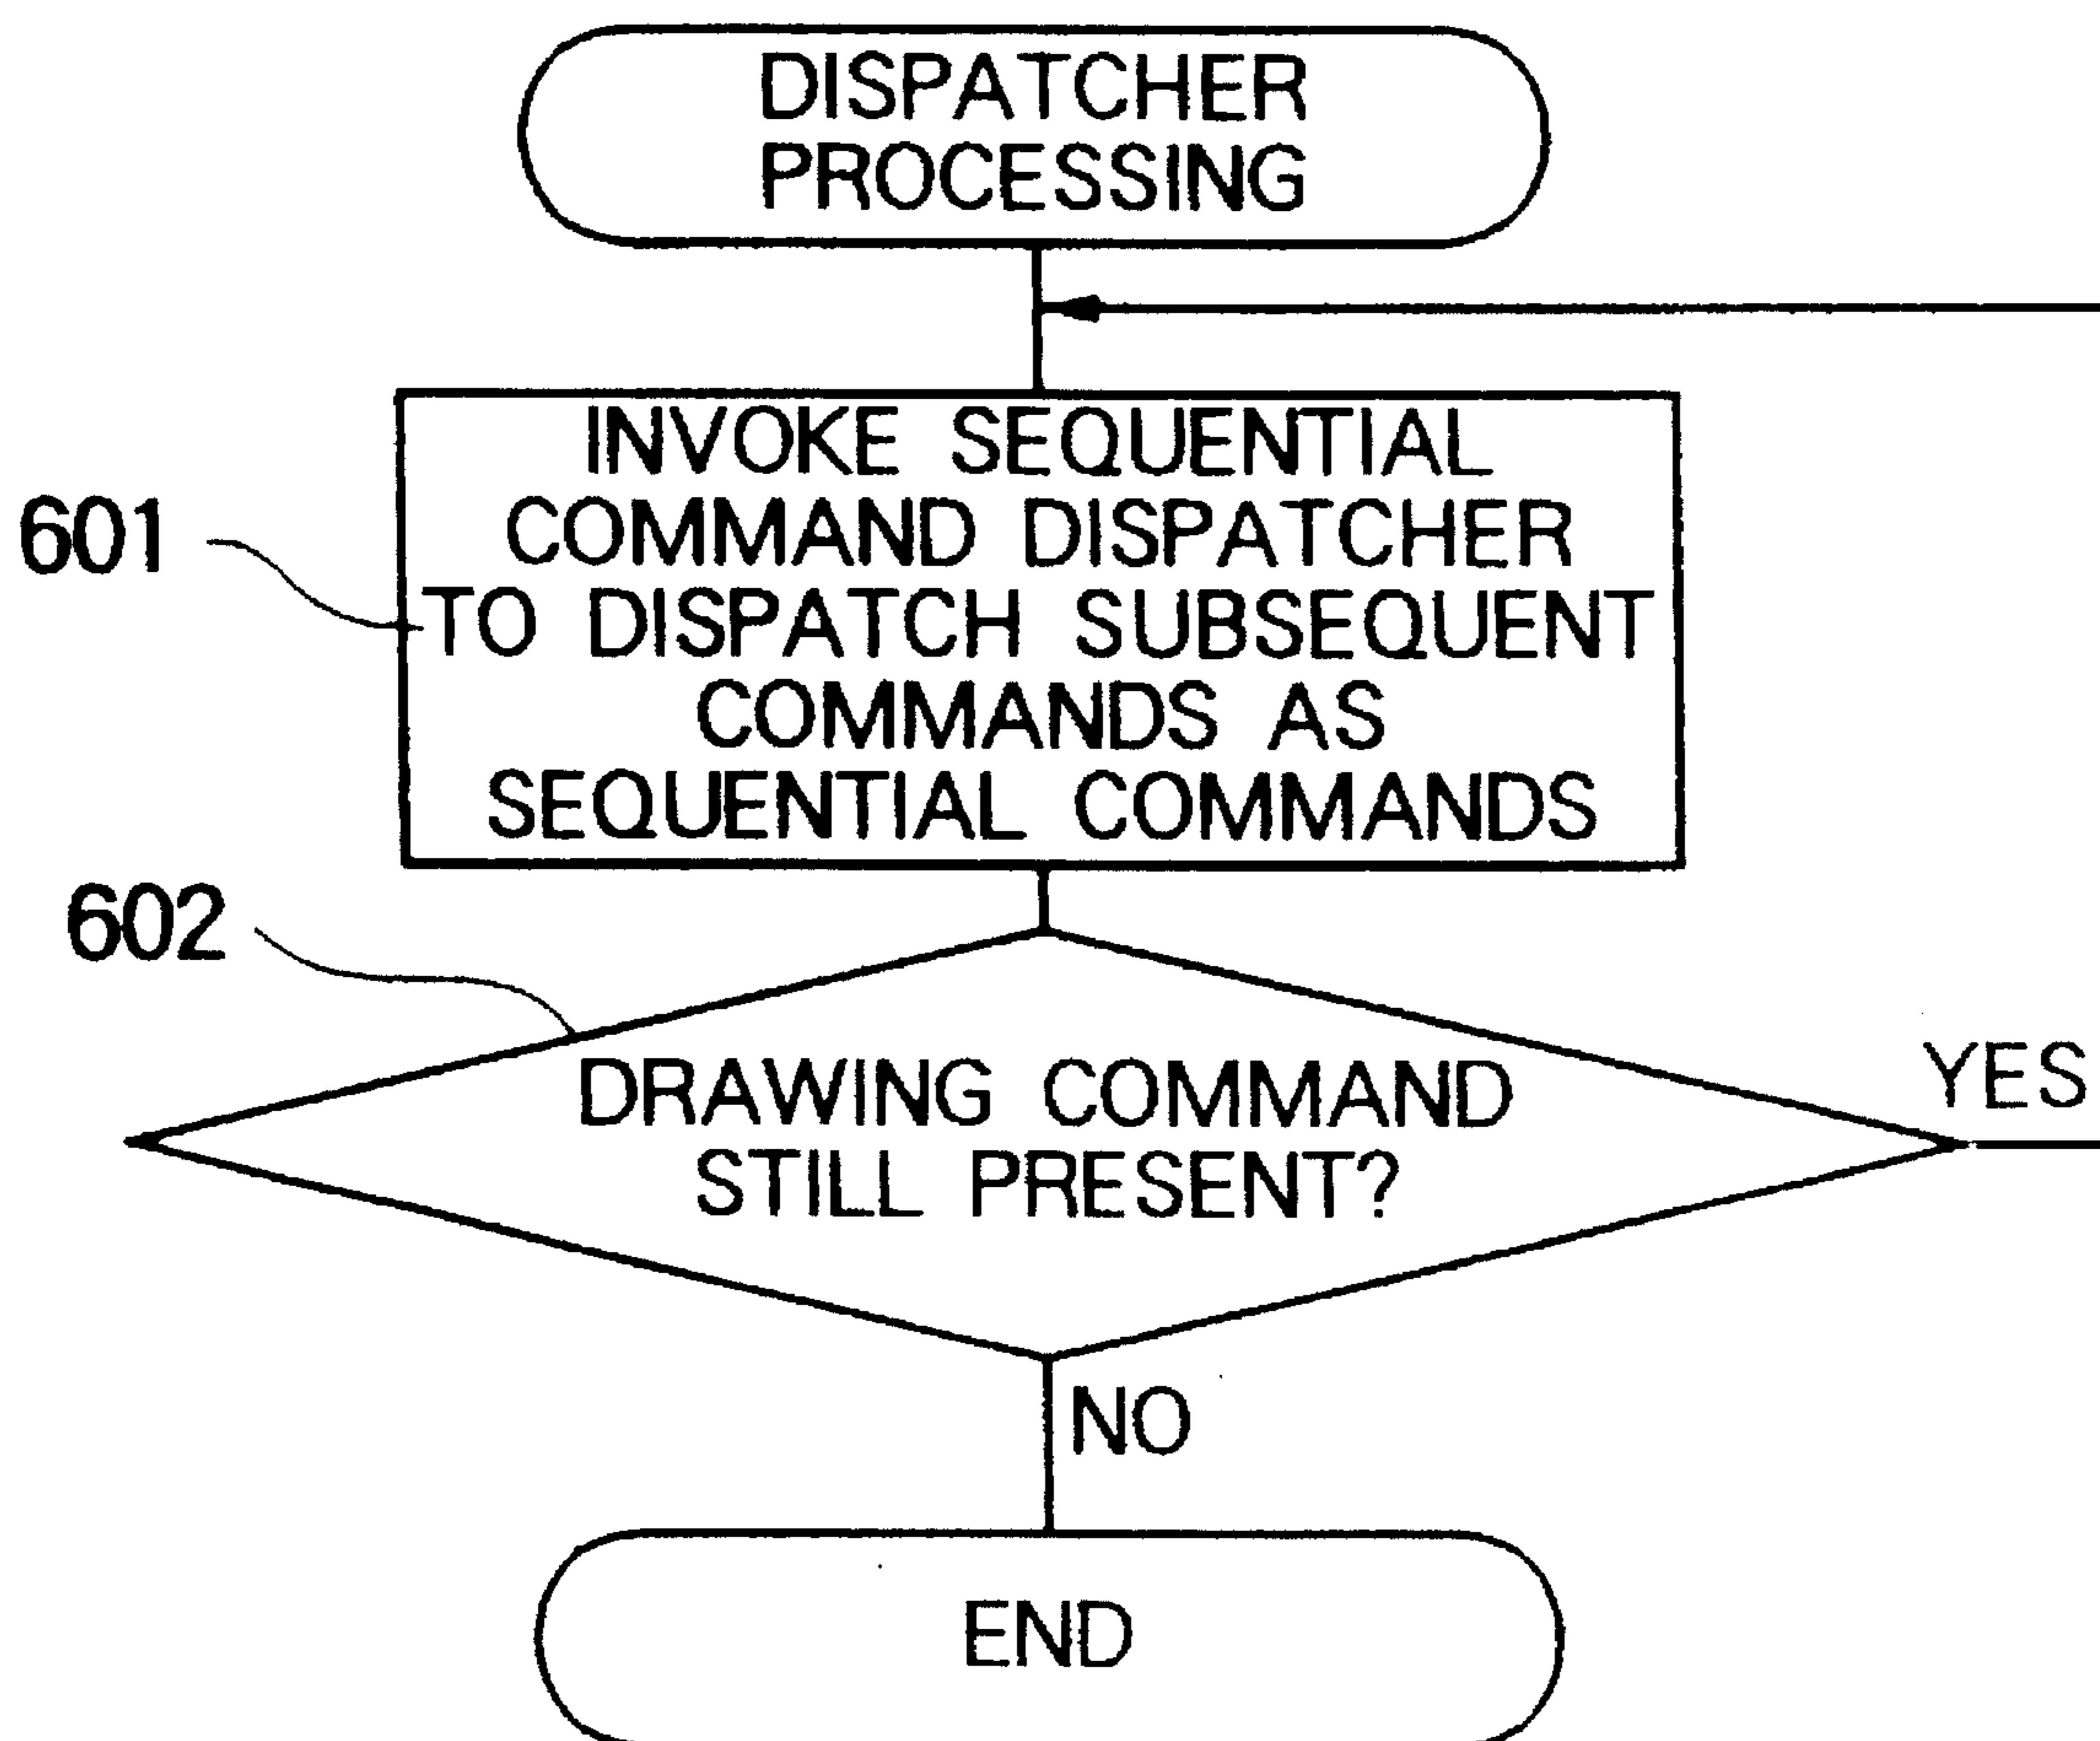 DISPATCHER
PROCESSING
INVOKE SEQUENTIAL
COMMAND DISPATCHER
601
TO DISPATCH SUBSEQUENT
COMMANDS AS
SEQUENTIAL COMMANDS
602
DRAWING COMMAND
STILL PRESENT?
YES
NO
END